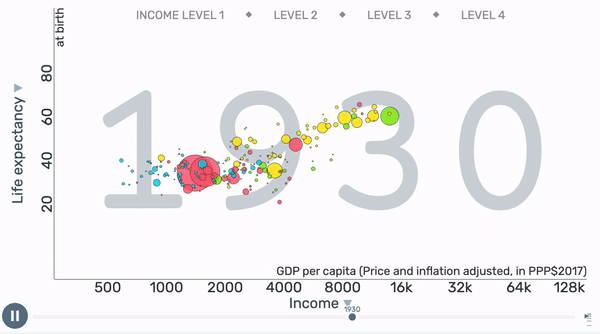 INCOME LEVEL 1 ◆ LEVEL 2 ◆ LEVEL 3 ◆ LEVEL 4
at birth
Life expectancy ▼
80
60
40
20
1930
GDP per capita (Price and inflation adjusted, in PPP$2017)
500 1000 2000 4000 8000 16k 32k 64k 128k
Income ▼
1930